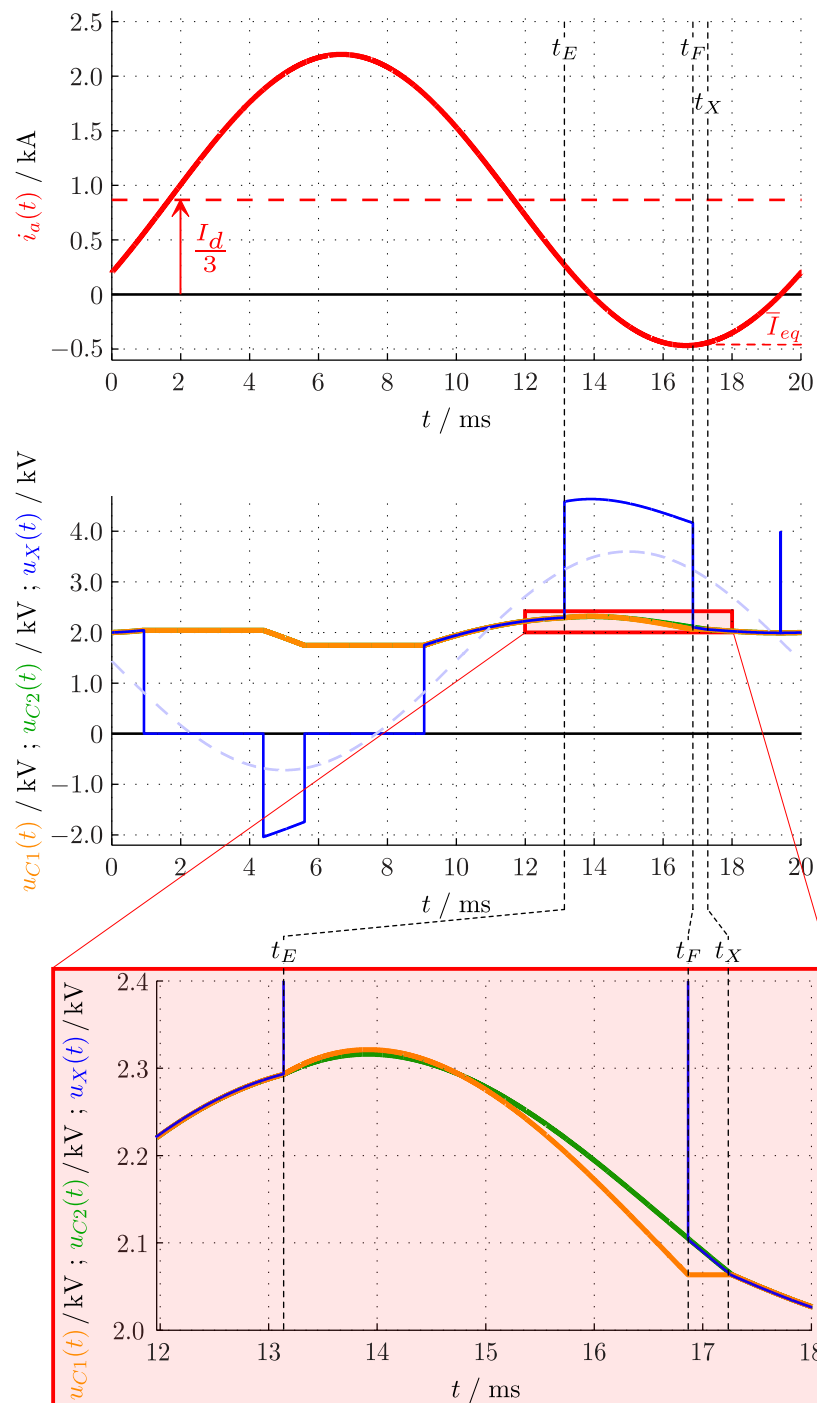 2.5
2.0
1.5
1.0
0.5
0
−0.5
i_a(t) / kA
t_E
t_F
t_X
I_d
3
I̅_eq
0 2 4 6 8 10 12 14 16 18 20
t / ms
u_C1(t) / kV ; u_C2(t) / kV ; u_X(t) / kV
4.0
3.0
2.0
1.0
0
−1.0
−2.0
0 2 4 6 8 10 12 14 16 18 20
t / ms
t_E t_F t_X
u_C1(t) / kV ; u_C2(t) / kV ; u_X(t) / kV
2.4
2.3
2.2
2.1
2.0
12 13 14 15 16 17 18
t / ms